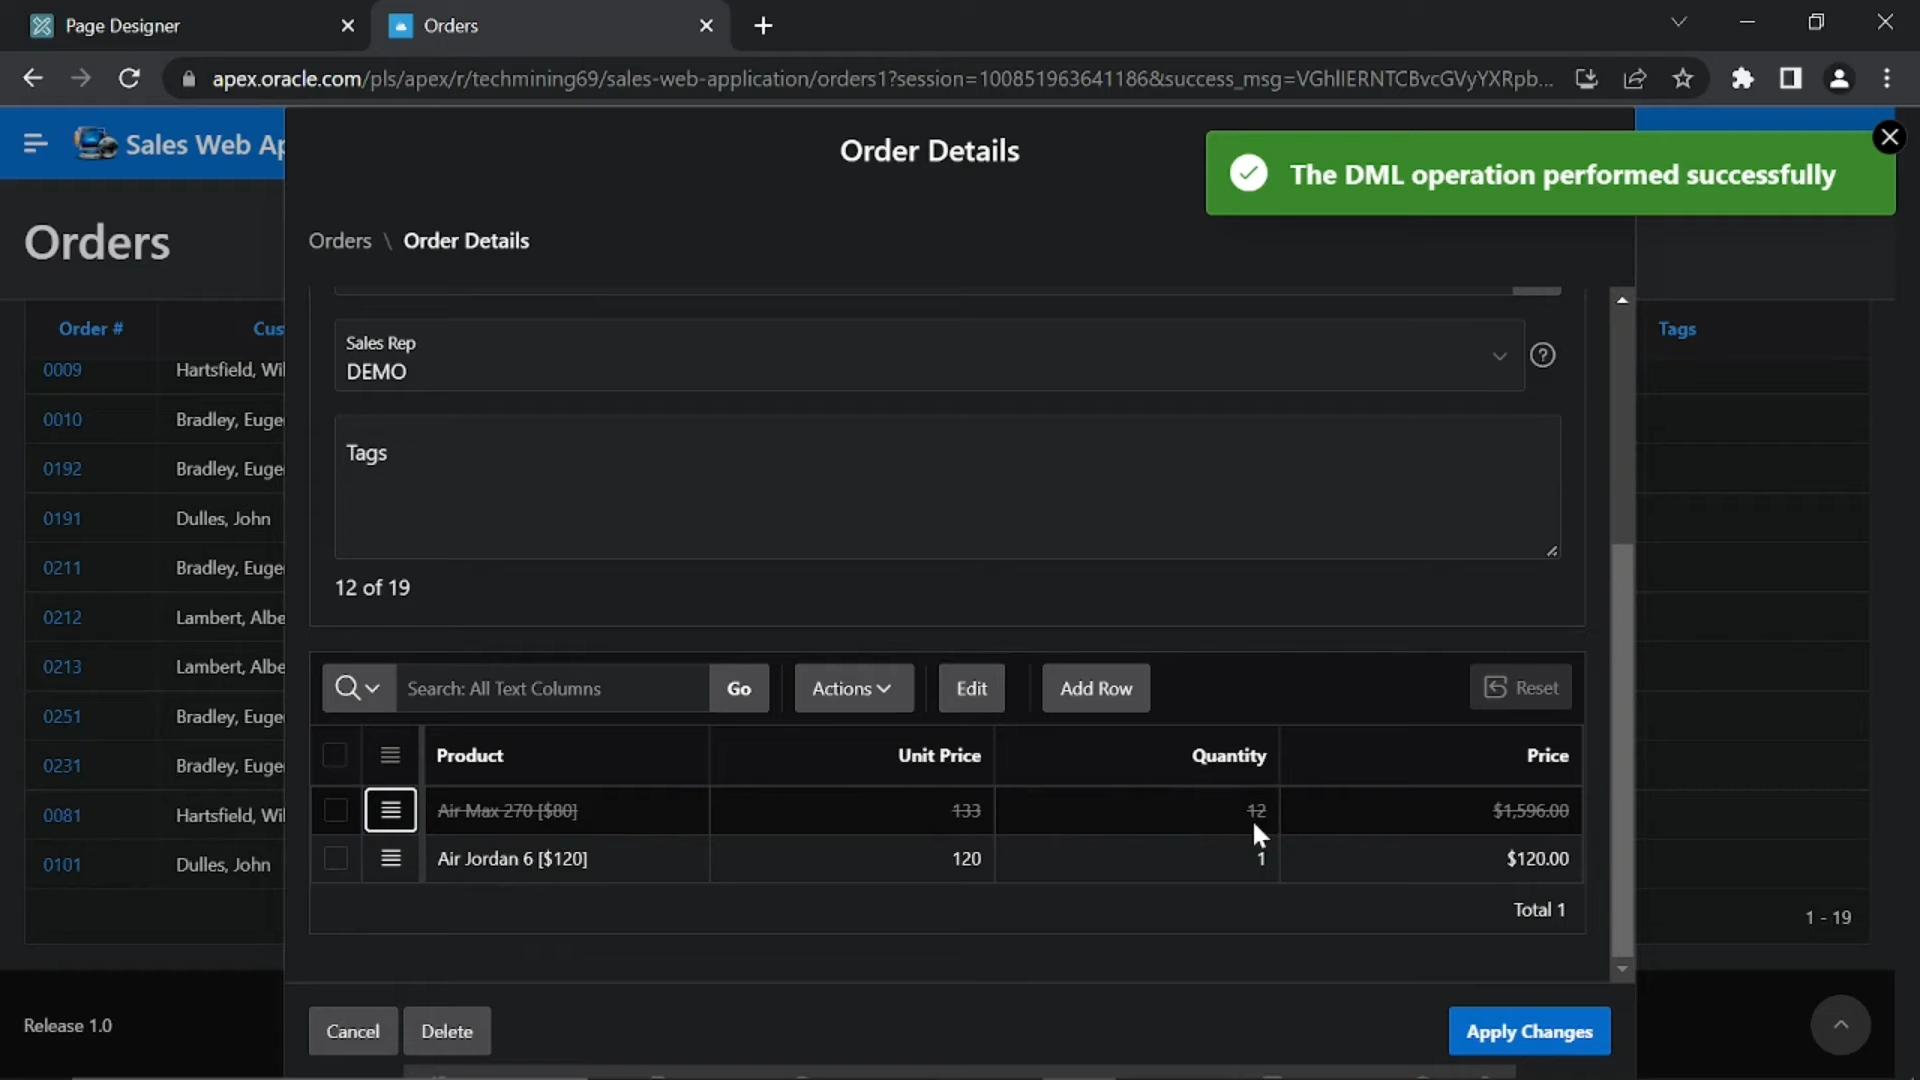 Page Designer
Orders
apex.oracle.com/pls/apex/r/techmining69/sales-web-application/orders1?session=100851963641186&success_msg=VGhlIERNTCBvcGVyYXRpb...
Sales Web Ap
Order Details
The DML operation performed successfully
Orders
Orders \ Order Details
Order #
Cus
Tags
0009 Hartsfield, Wil
0010 Bradley, Euge
0192 Bradley, Euge
0191 Dulles, John
0211 Bradley, Euge
0212 Lambert, Albe
0213 Lambert, Albe
0251 Bradley, Euge
0231 Bradley, Euge
0081 Hartsfield, Wil
0101 Dulles, John
Sales Rep
DEMO
Tags
12 of 19
Search: All Text Columns Go Actions Edit Add Row Reset
Product Unit Price Quantity Price
Air Max 270 [$80] 133 12 $1,596.00
Air Jordan 6 [$120] 120 1 $120.00
Total 1
1 - 19
Release 1.0
Cancel Delete Apply Changes